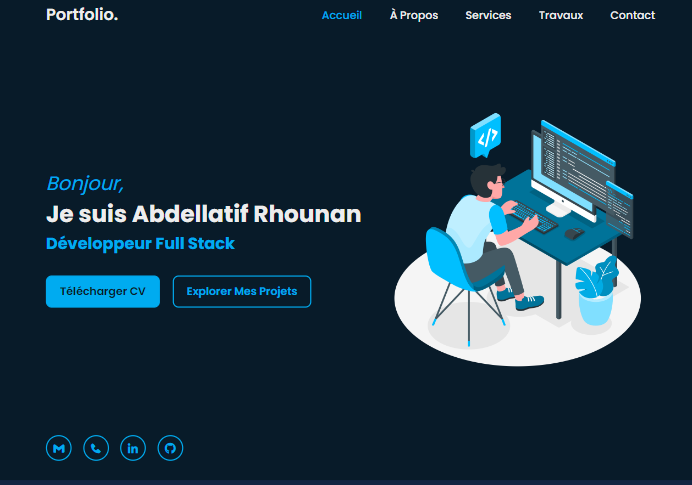 Portfolio.
Accueil À Propos Services Travaux Contact
Bonjour,
Je suis Abdellatif Rhounan
Développeur Full Stack
Télécharger CV Explorer Mes Projets